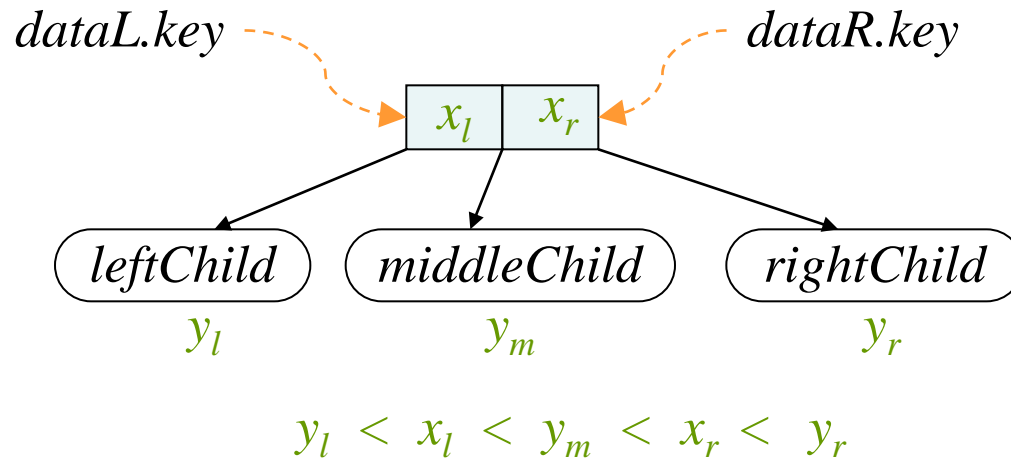 dataL.key dataR.key
x_l x_r
leftChild middleChild rightChild
y_l y_m y_r
y_l < x_l < y_m < x_r < y_r